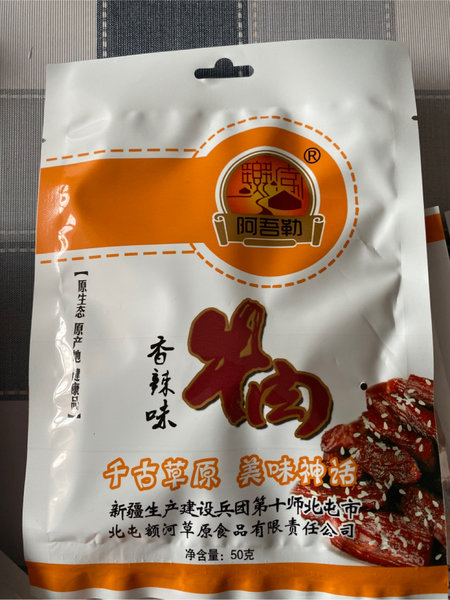 ®
阿吾勒
【原生态 原产地 健康品】
香辣味
牛肉
千古草原 美味神话
新疆生产建设兵团第十师北屯市
北屯额河草原食品有限责任公司
净含量：50克